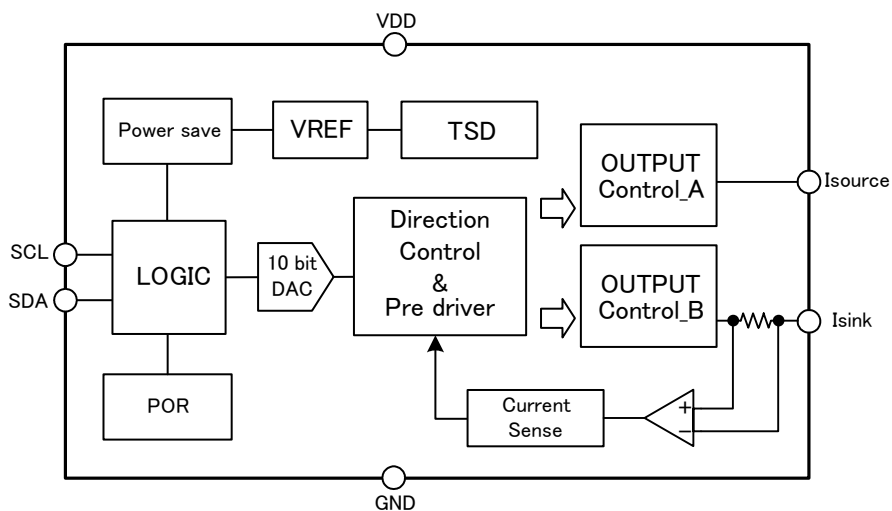 VDD
Power save
VREF
TSD
OUTPUT
Control_A
Isource
SCL
SDA
LOGIC
10 bit
DAC
Direction
Control
&
Pre driver
OUTPUT
Control_B
Isink
POR
Current
Sense
+
−
GND